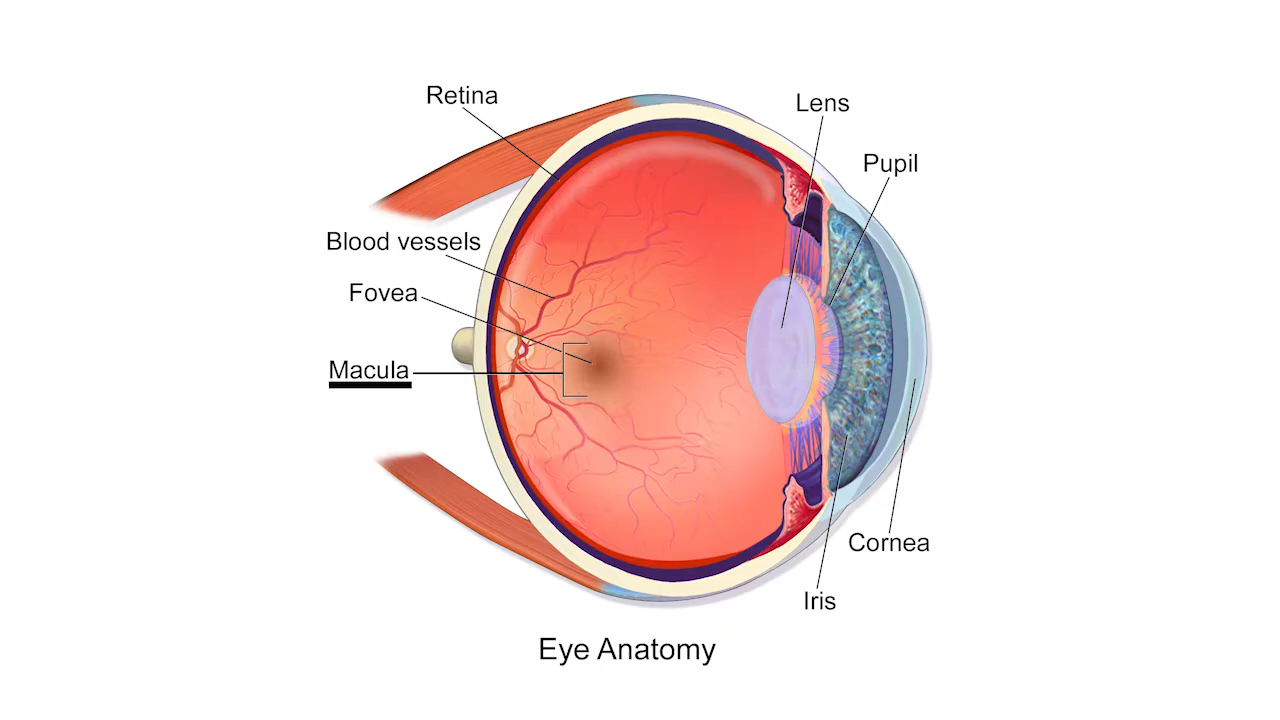 Retina
Lens
Pupil
Blood vessels
Fovea
Macula
Cornea
Iris
Eye Anatomy